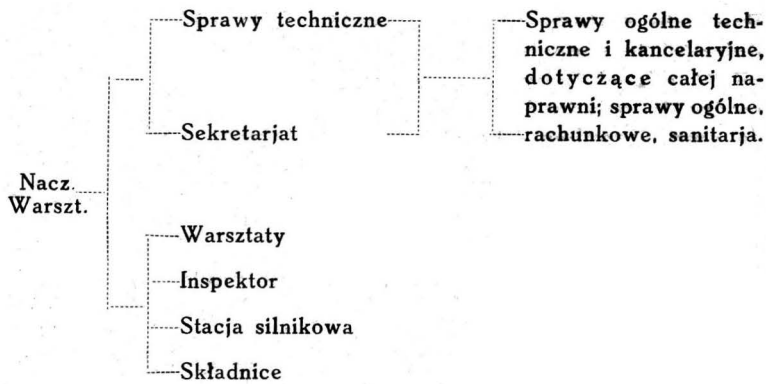 Sprawy techniczne
Sprawy ogólne tech-
niczne i kancelaryjne,
dotyczące całej na-
prawni; sprawy ogólne,
rachunkowe, sanitarja.
Sekretarjat
Nacz.
Warszt.
Warsztaty
Inspektor
Stacja silnikowa
Składnice